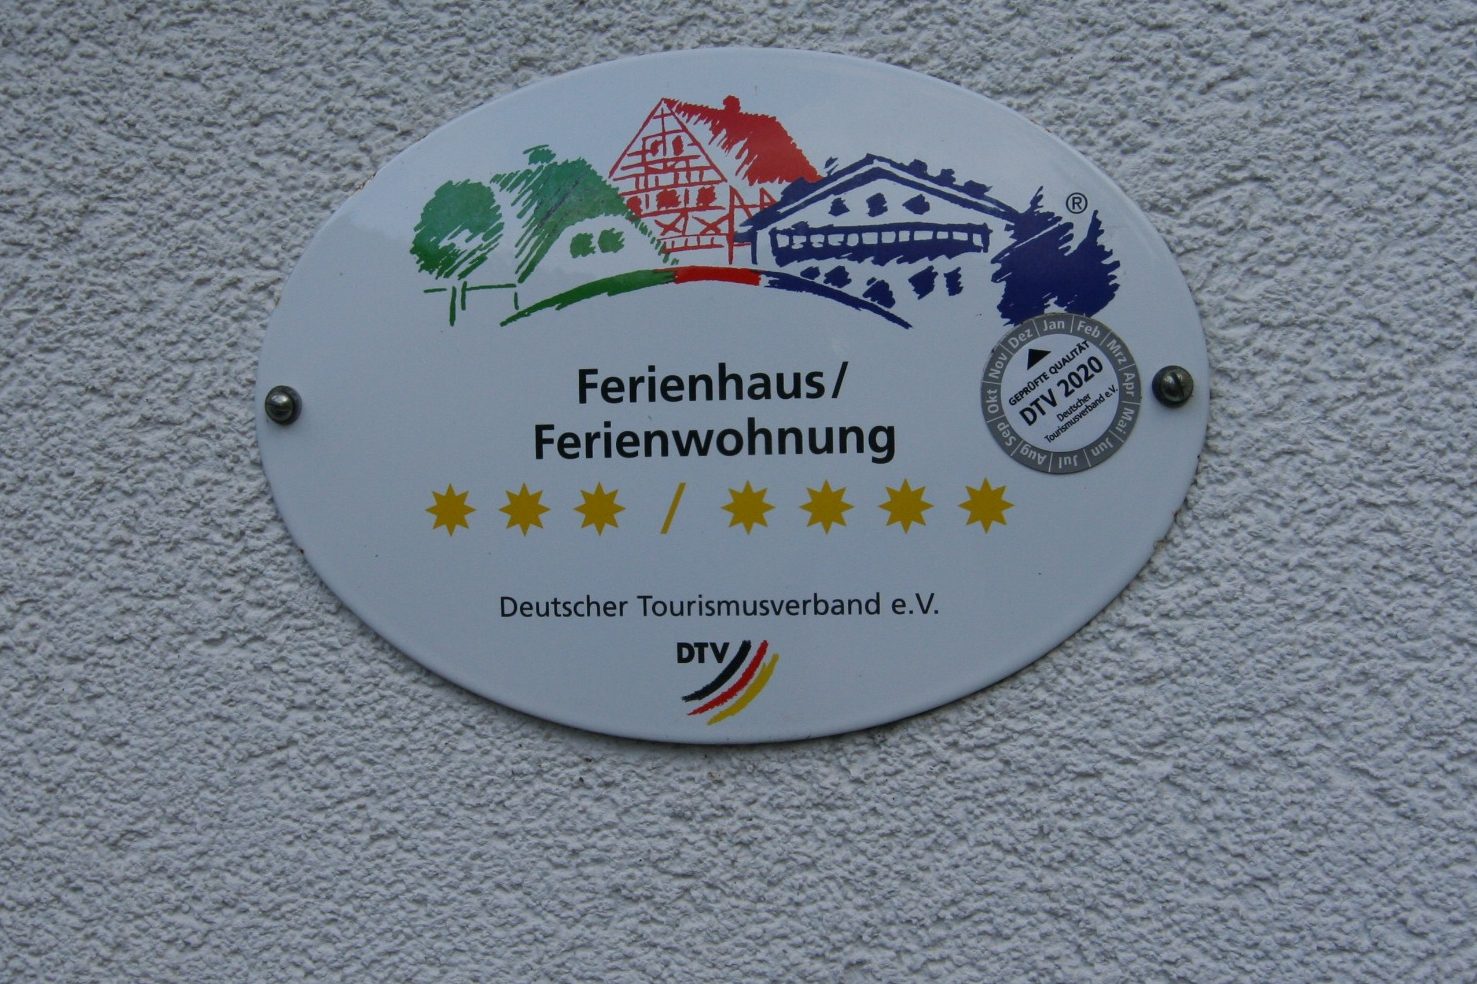 ®
Ferienhaus/
Ferienwohnung
Dez | Jan | Feb | Mrz | Apr | Mai | Jun | Jul | Aug | Sep | Okt | Nov
GEPRÜFTE QUALITÄT
DTV 2020
Deutscher
Tourismusverband e.V.
/
Deutscher Tourismusverband e.V.
DTV